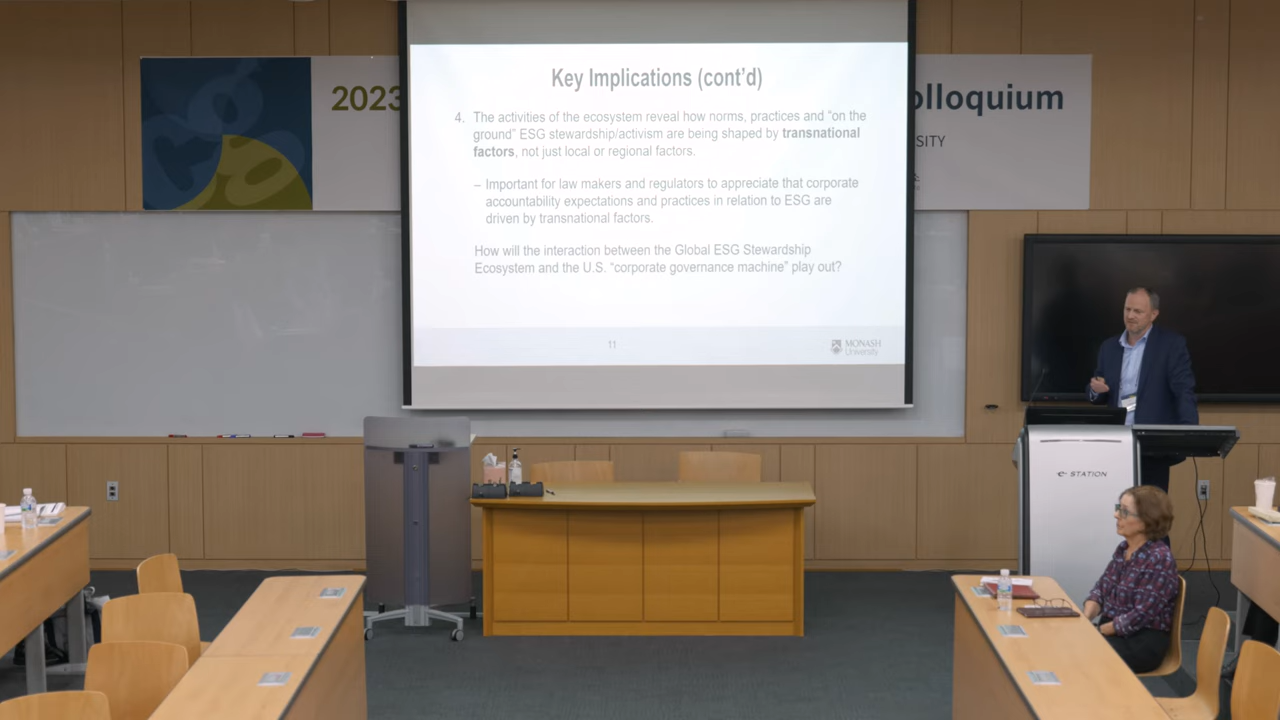 Key Implications (cont'd)
2023
olloquium
4. The activities of the ecosystem reveal how norms, practices and "on the
ground" ESG stewardship/activism are being shaped by transnational
factors, not just local or regional factors.
SITY
– Important for law makers and regulators to appreciate that corporate
accountability expectations and practices in relation to ESG are
driven by transnational factors.
How will the interaction between the Global ESG Stewardship
Ecosystem and the U.S. "corporate governance machine" play out?
11
MONASH
University
e-STATION